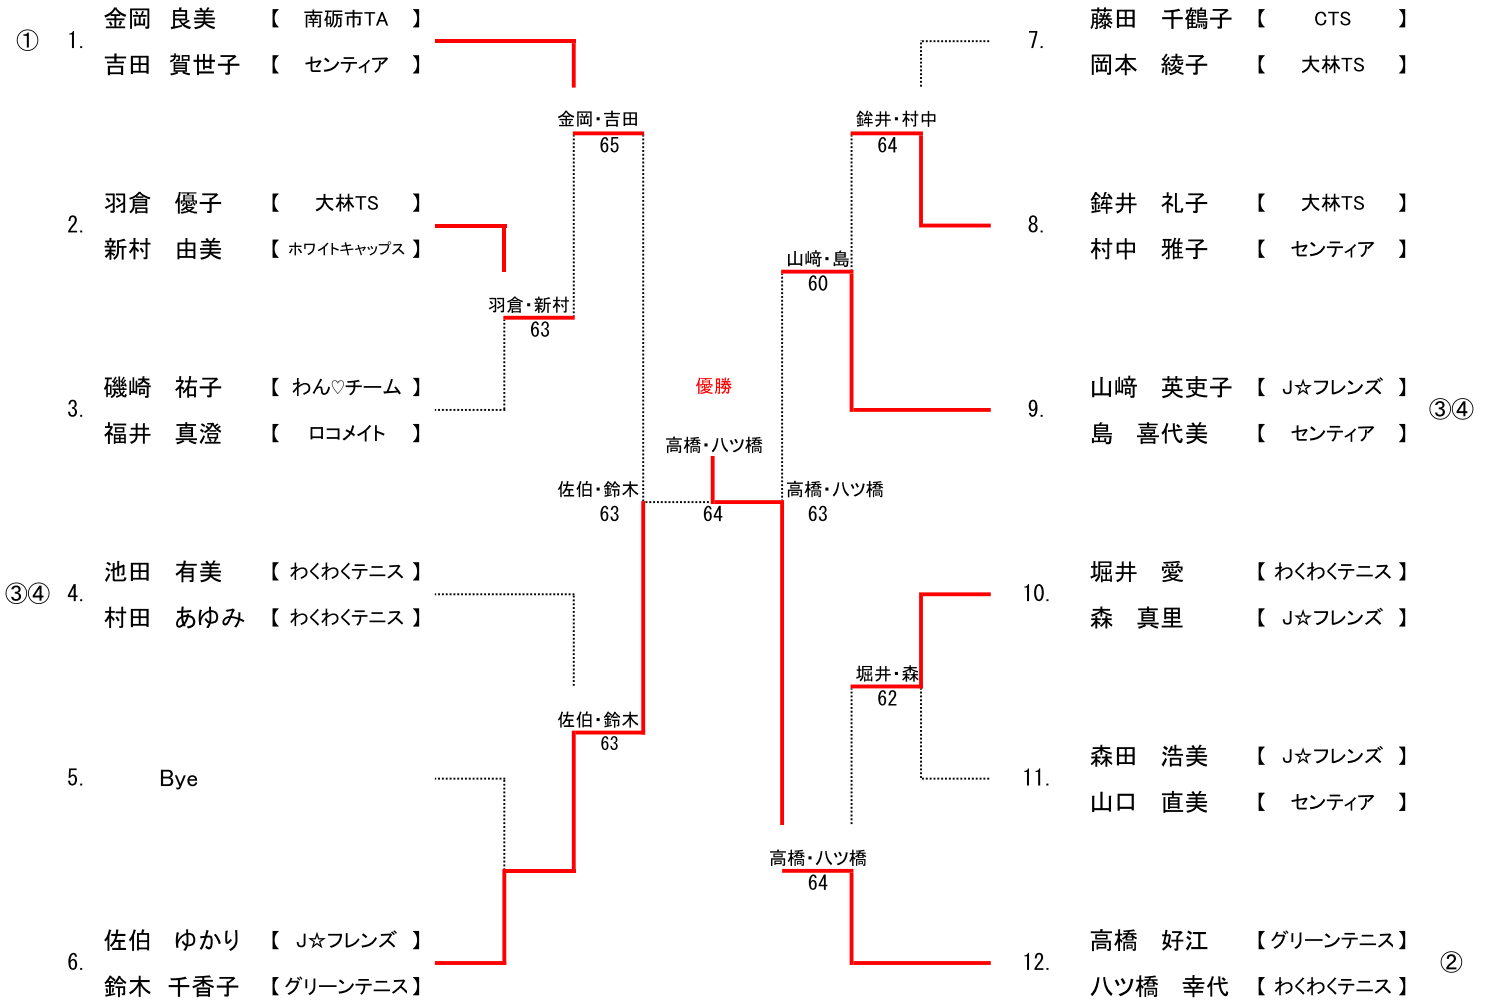 ① 1. 金岡 良美 【 南砺市TA 】
吉田 賀世子 【 センティア 】
金岡・吉田
65
2. 羽倉 優子 【 大林TS 】
新村 由美 【 ホワイトキャップス 】
羽倉・新村
63
3. 磯崎 祐子 【 わん♡チーム 】
福井 真澄 【 ロコメイト 】
佐伯・鈴木
63
③④ 4. 池田 有美 【 わくわくテニス 】
村田 あゆみ 【 わくわくテニス 】
佐伯・鈴木
63
5. Bye
6. 佐伯 ゆかり 【 J☆フレンズ 】
鈴木 千香子 【 グリーンテニス 】
優勝
高橋・八ツ橋
64
7. 藤田 千鶴子 【 CTS 】
岡本 綾子 【 大林TS 】
鉾井・村中
64
8. 鉾井 礼子 【 大林TS 】
村中 雅子 【 センティア 】
山﨑・島
60
9. 山﨑 英吏子 【 J☆フレンズ 】 ③④
島 喜代美 【 センティア 】
高橋・八ツ橋
63
10. 堀井 愛 【 わくわくテニス 】
森 真里 【 J☆フレンズ 】
堀井・森
62
11. 森田 浩美 【 J☆フレンズ 】
山口 直美 【 センティア 】
高橋・八ツ橋
64
12. 高橋 好江 【 グリーンテニス 】 ②
八ツ橋 幸代 【 わくわくテニス 】